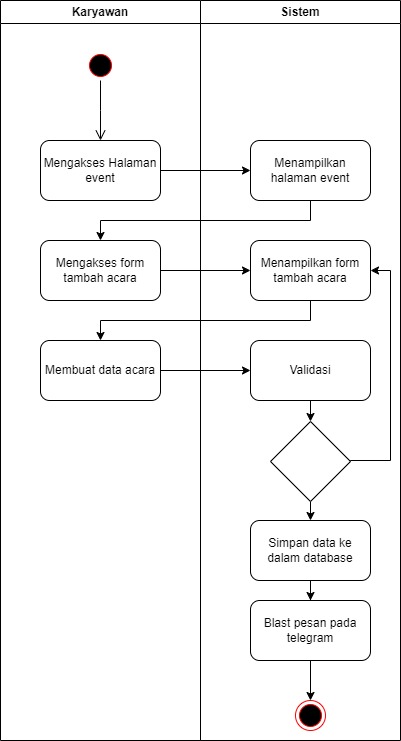 Karyawan
Sistem
Mengakses Halaman
event
Menampilkan
halaman event
Mengakses form
tambah acara
Menampilkan form
tambah acara
Membuat data acara
Validasi
Simpan data ke
dalam database
Blast pesan pada
telegram